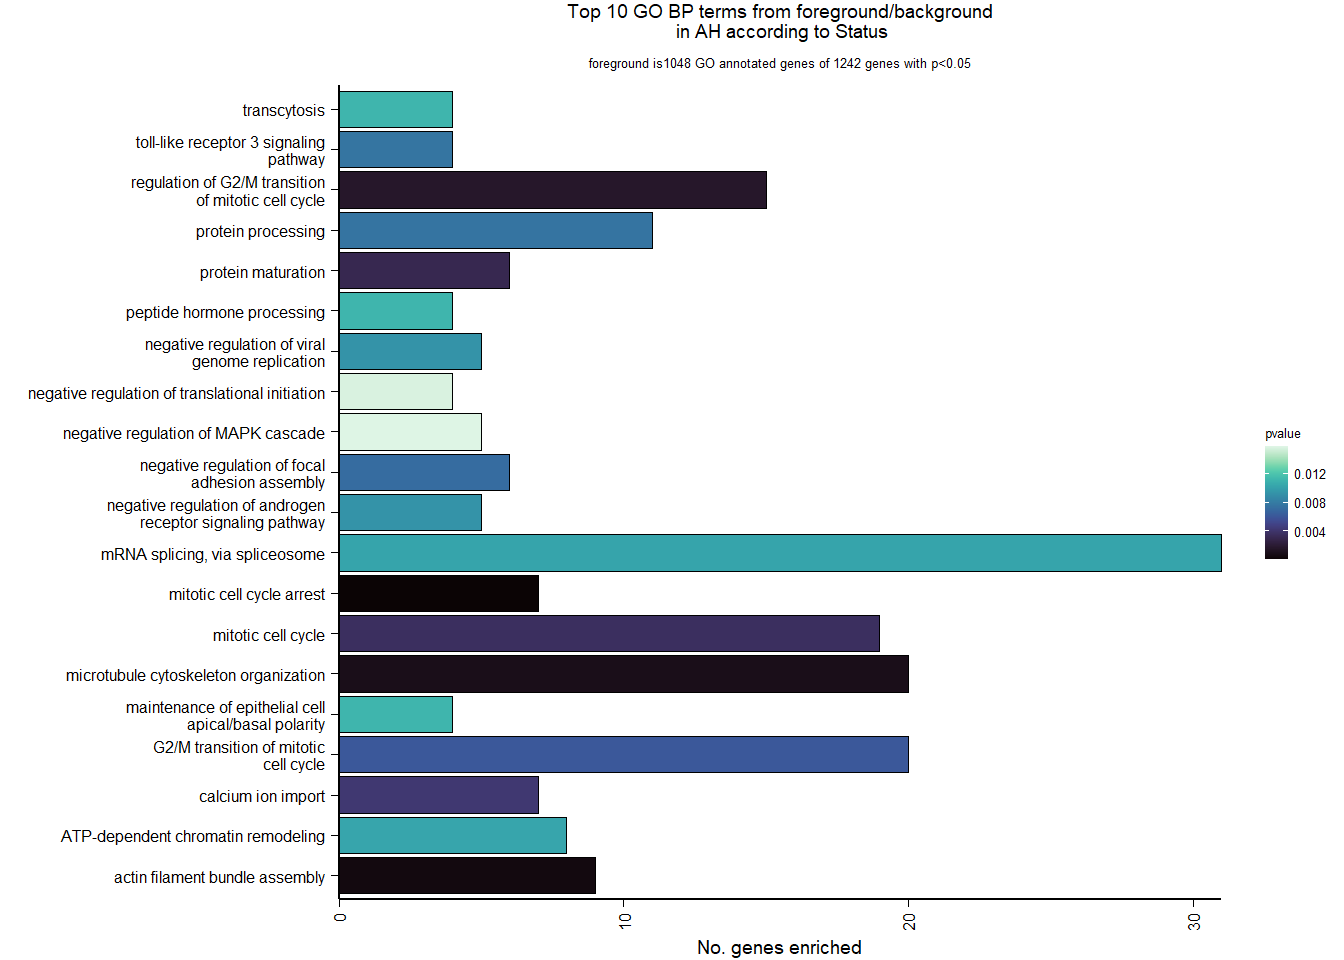 Top 10 GO BP terms from foreground/background
in AH according to Status
foreground is1048 GO annotated genes of 1242 genes with p<0.05
transcytosis
toll-like receptor 3 signaling
pathway
regulation of G2/M transition
of mitotic cell cycle
protein processing
protein maturation
peptide hormone processing
negative regulation of viral
genome replication
negative regulation of translational initiation
negative regulation of MAPK cascade
negative regulation of focal
adhesion assembly
negative regulation of androgen
receptor signaling pathway
mRNA splicing, via spliceosome
mitotic cell cycle arrest
mitotic cell cycle
microtubule cytoskeleton organization
maintenance of epithelial cell
apical/basal polarity
G2/M transition of mitotic
cell cycle
calcium ion import
ATP-dependent chromatin remodeling
actin filament bundle assembly
0
10
20
30
No. genes enriched
pvalue
0.012
0.008
0.004